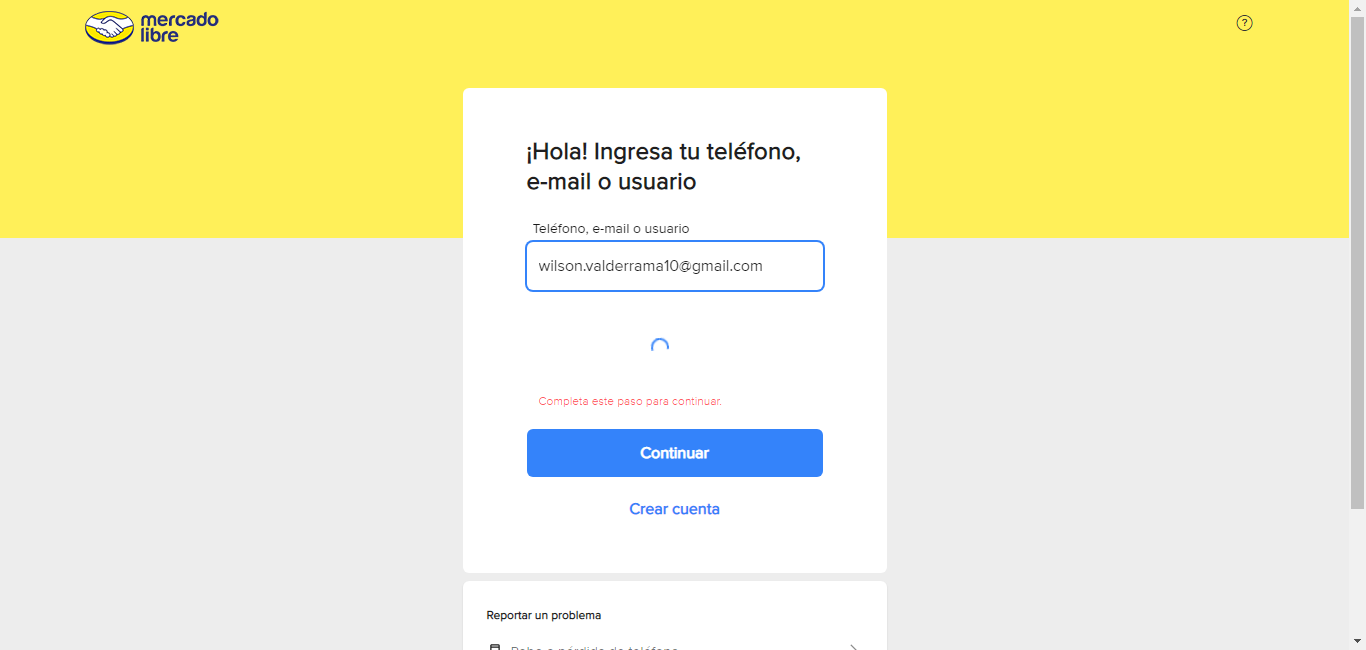 mercado
libre
?
¡Hola! Ingresa tu teléfono,
e-mail o usuario
Teléfono, e-mail o usuario
wilson.valderrama10@gmail.com
Completa este paso para continuar.
Continuar
Crear cuenta
Reportar un problema
Robo o pérdida de teléfono